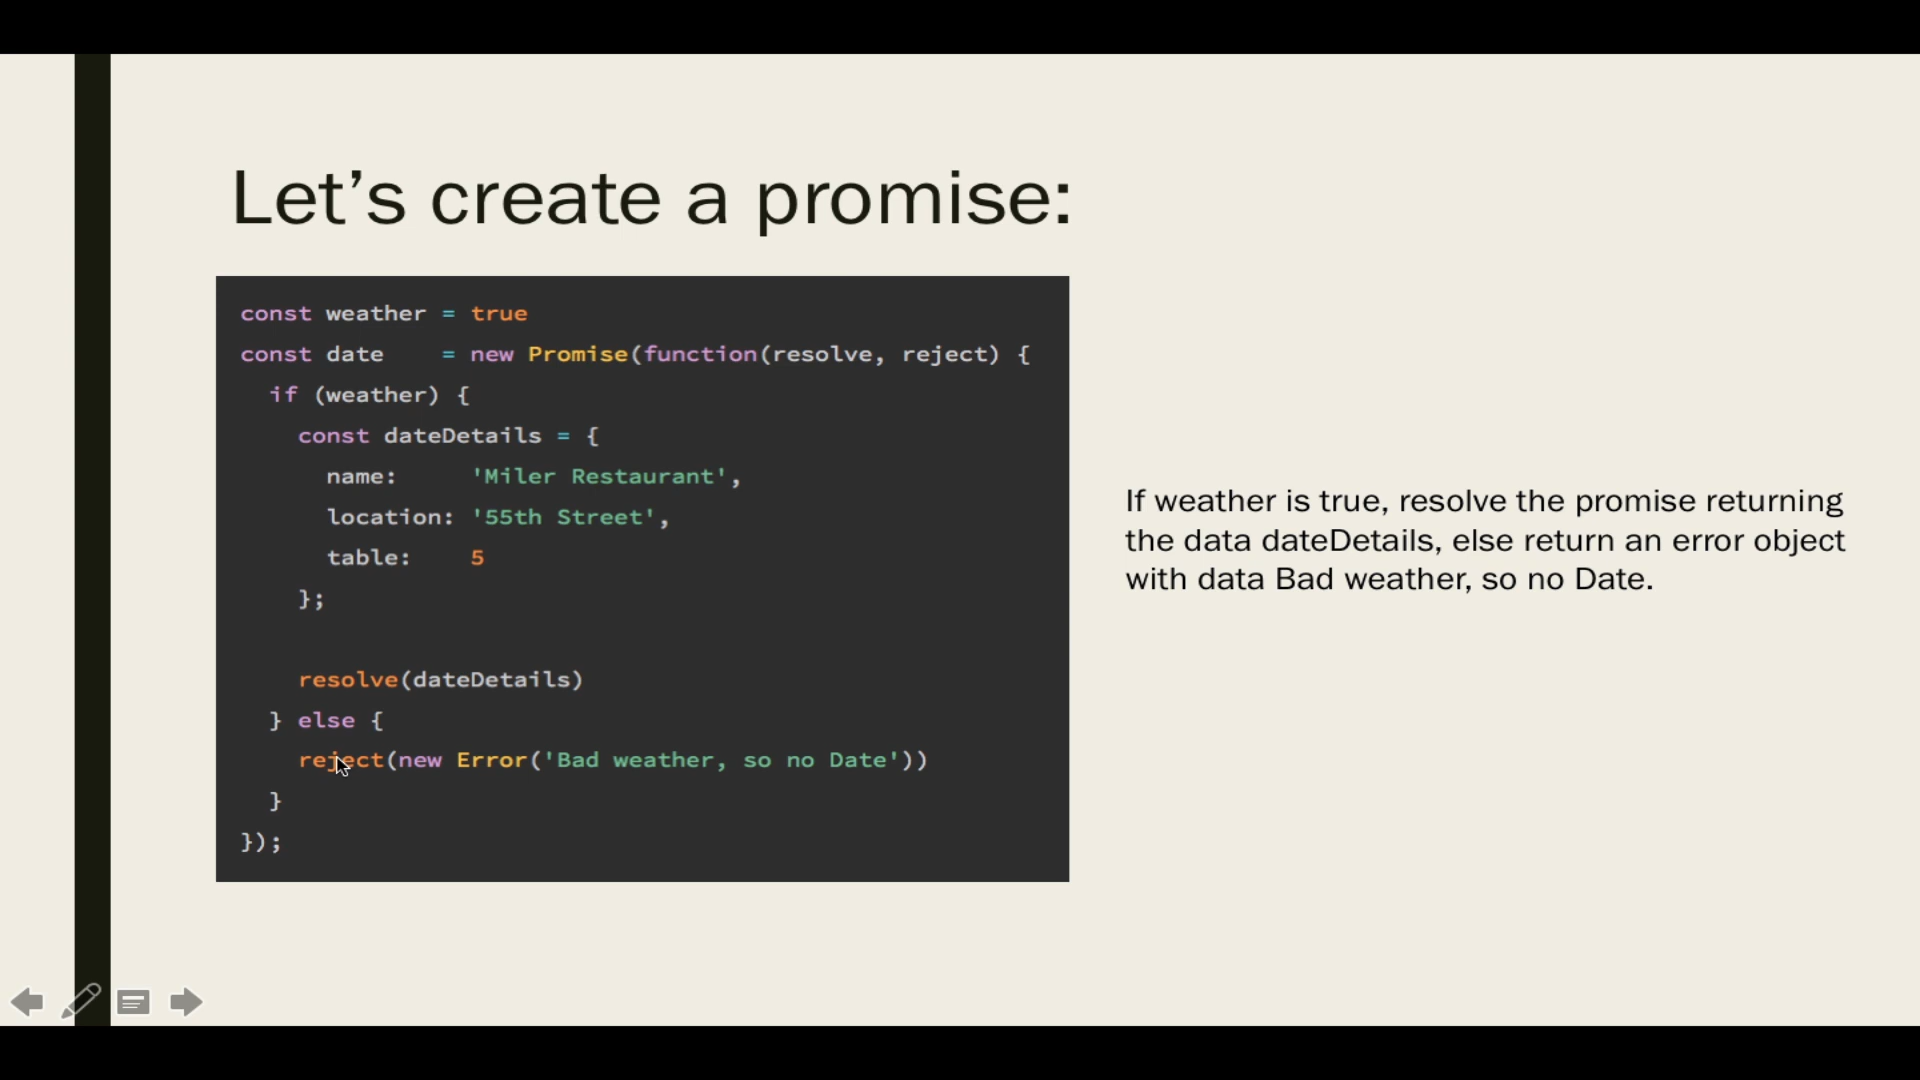 Let’s create a promise:
const weather = true
const date    = new Promise(function(resolve, reject) {
  if (weather) {
    const dateDetails = {
      name:     'Miler Restaurant',
      location: '55th Street',
      table:    5
    };

    resolve(dateDetails)
  } else {
    reject(new Error('Bad weather, so no Date'))
  }
});
If weather is true, resolve the promise returning
the data dateDetails, else return an error object
with data Bad weather, so no Date.